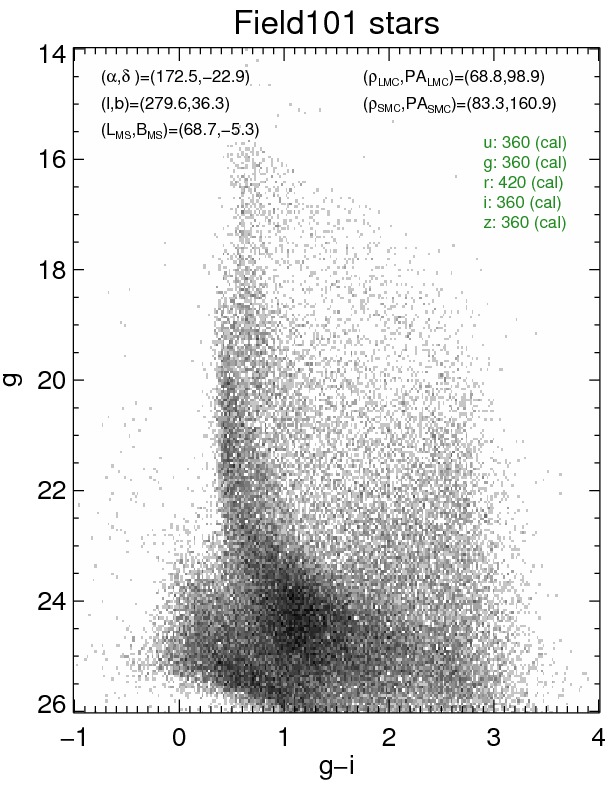 Field101 stars
14
(α,δ )=(172.5,−22.9)
(ρLMC,PALMC)=(68.8,98.9)
(l,b)=(279.6,36.3)
(ρSMC,PASMC)=(83.3,160.9)
(LMS,BMS)=(68.7,−5.3)
u: 360 (cal)
16
g: 360 (cal)
r: 420 (cal)
i: 360 (cal)
z: 360 (cal)
18
g
20
22
24
26
−1 0 1 2 3 4
g−i